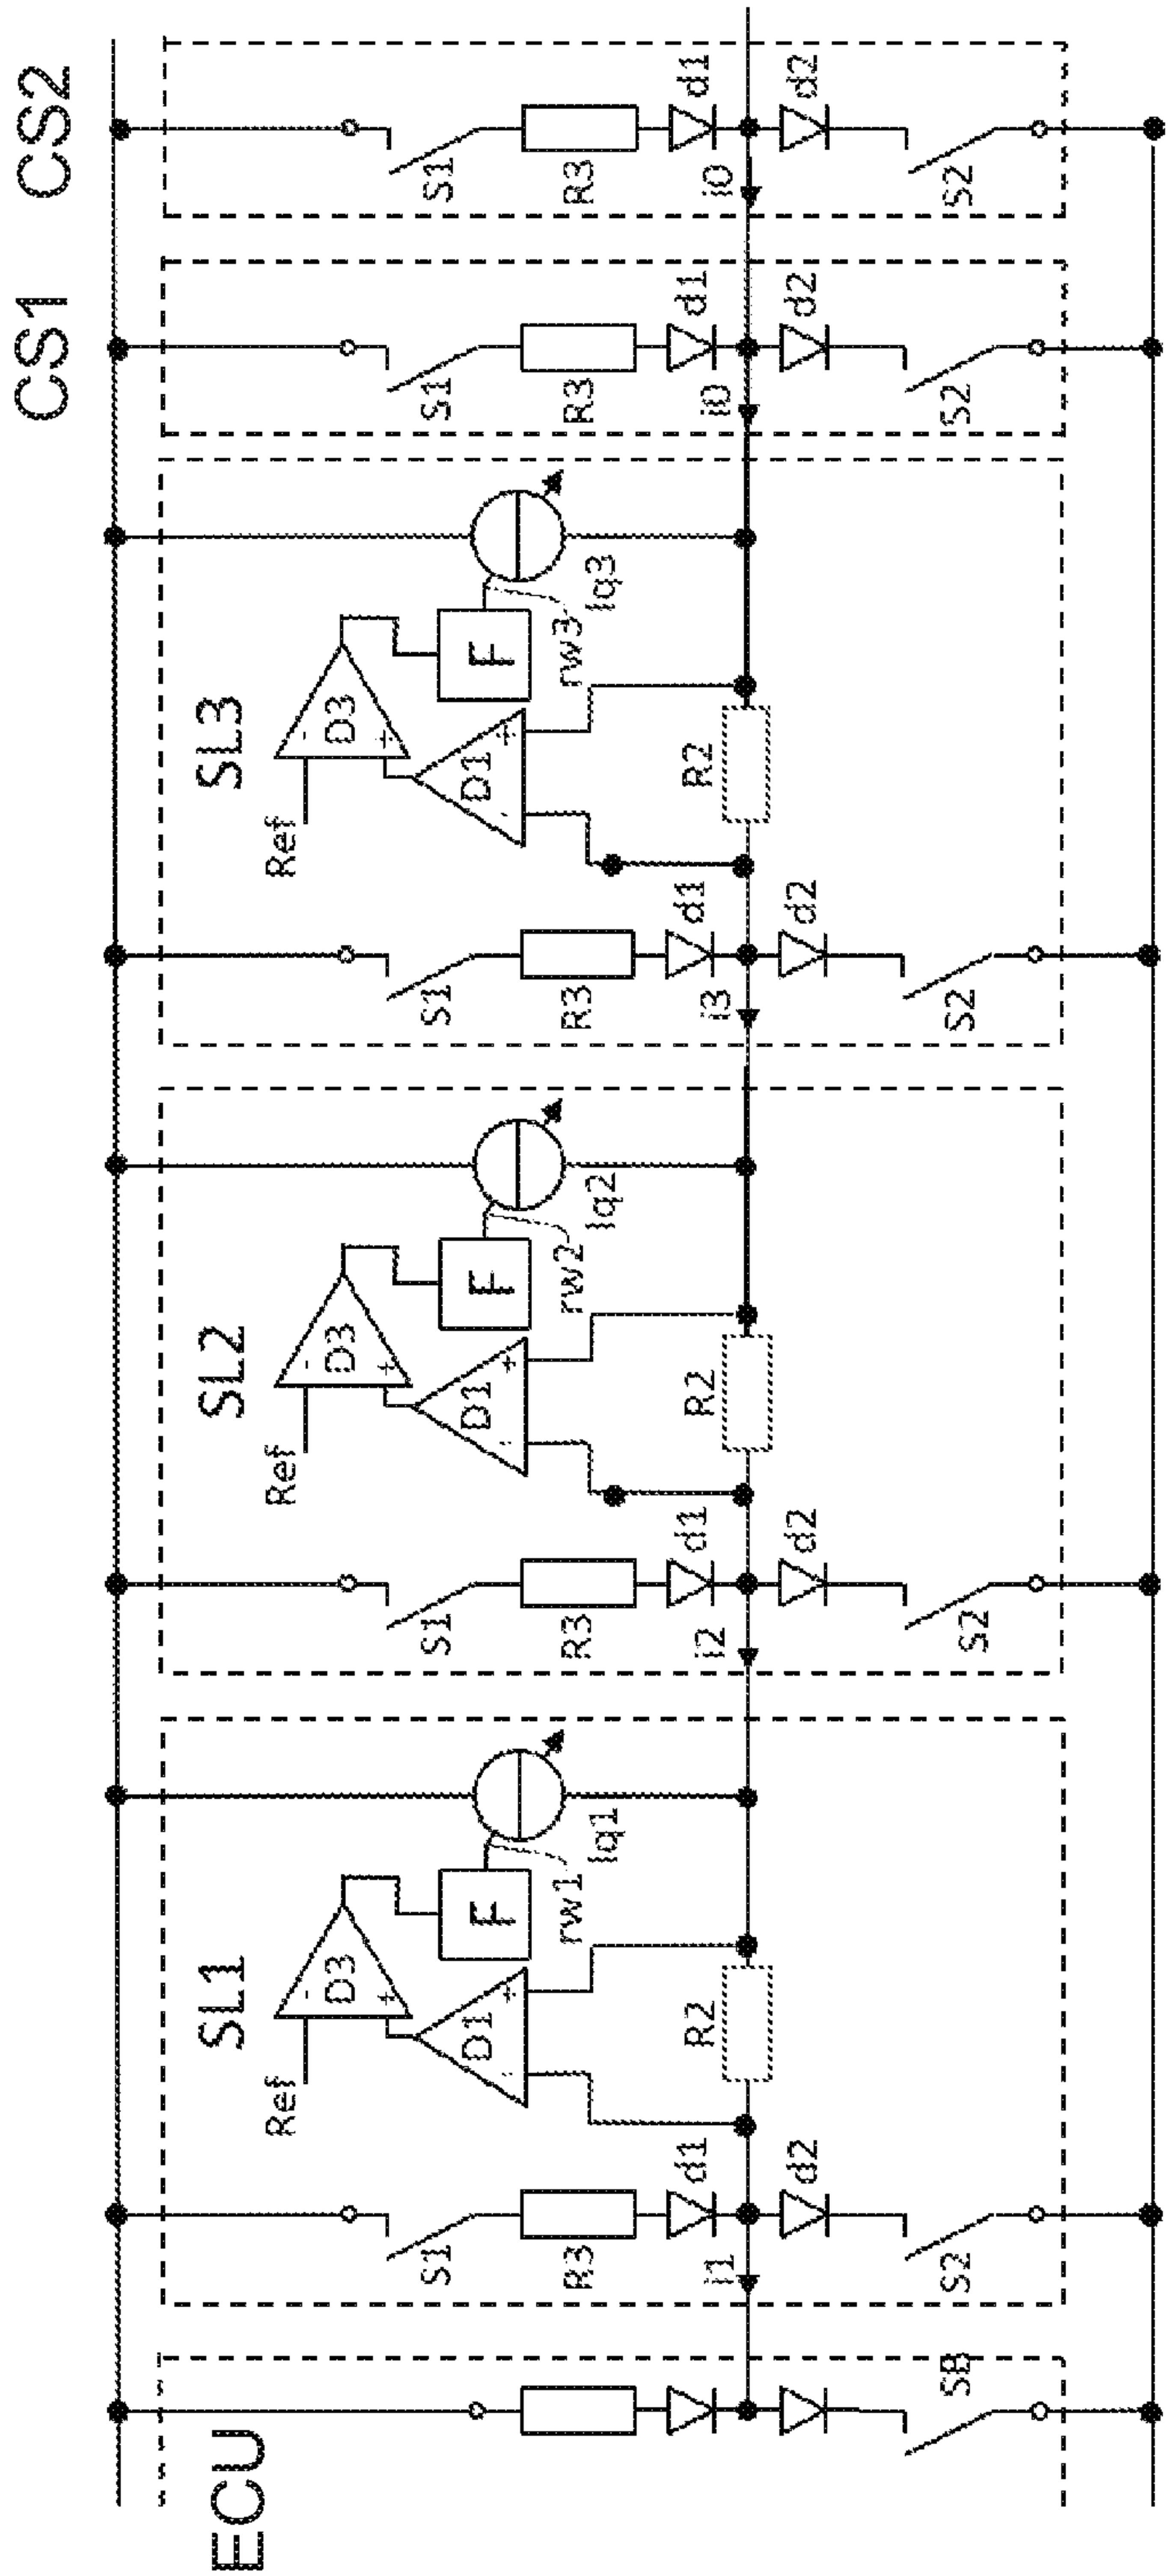 ECU
SB
SL1
Ref
D3
+
-
D1
+
-
F
rw1
Iq1
S1
R3
d1
R2
i1
d2
S2
SL2
Ref
D3
+
-
D1
+
-
F
rw2
Iq2
S1
R3
d1
R2
i2
d2
S2
SL3
Ref
D3
+
-
D1
+
-
F
rw3
Iq3
S1
R3
d1
R2
i3
d2
S2
CS1
S1
R3
d1
i0
d2
S2
CS2
S1
R3
d1
i0
d2
S2